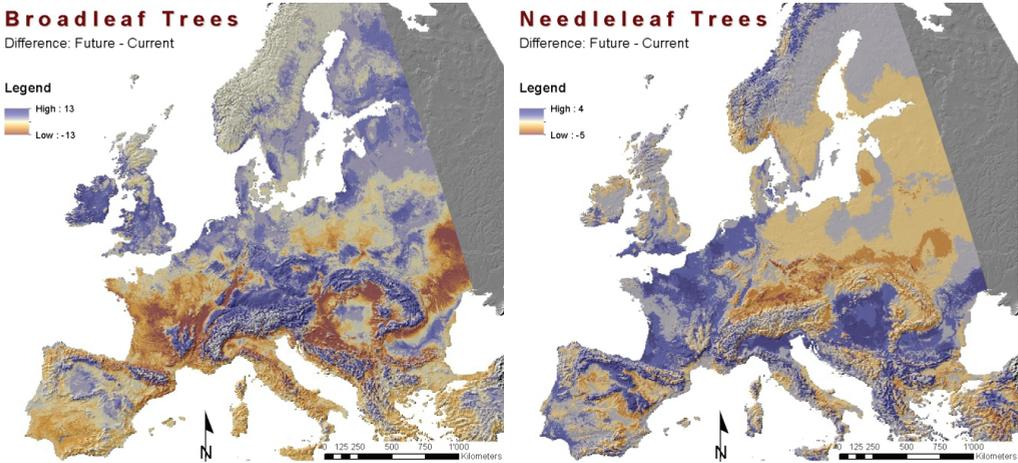 Broadleaf Trees
Difference: Future - Current
Legend
High : 13
Low : -13
N
0 125 250 500 750 1'000
Kilometers
Needleleaf Trees
Difference: Future - Current
Legend
High : 4
Low : -5
N
0 125 250 500 750 1'000
Kilometers